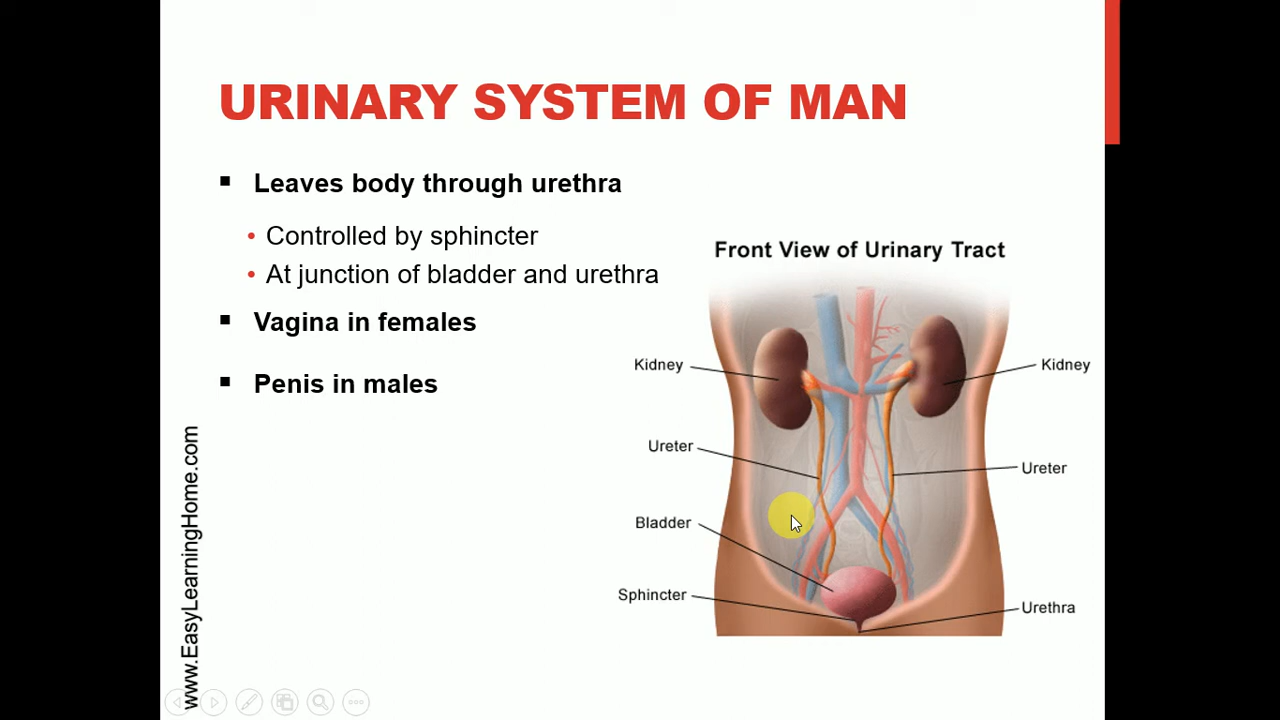 URINARY SYSTEM OF MAN
Leaves body through urethra
Controlled by sphincter
At junction of bladder and urethra
Vagina in females
Penis in males
www.EasyLearningHome.com
Front View of Urinary Tract
Kidney
Kidney
Ureter
Ureter
Bladder
Sphincter
Urethra